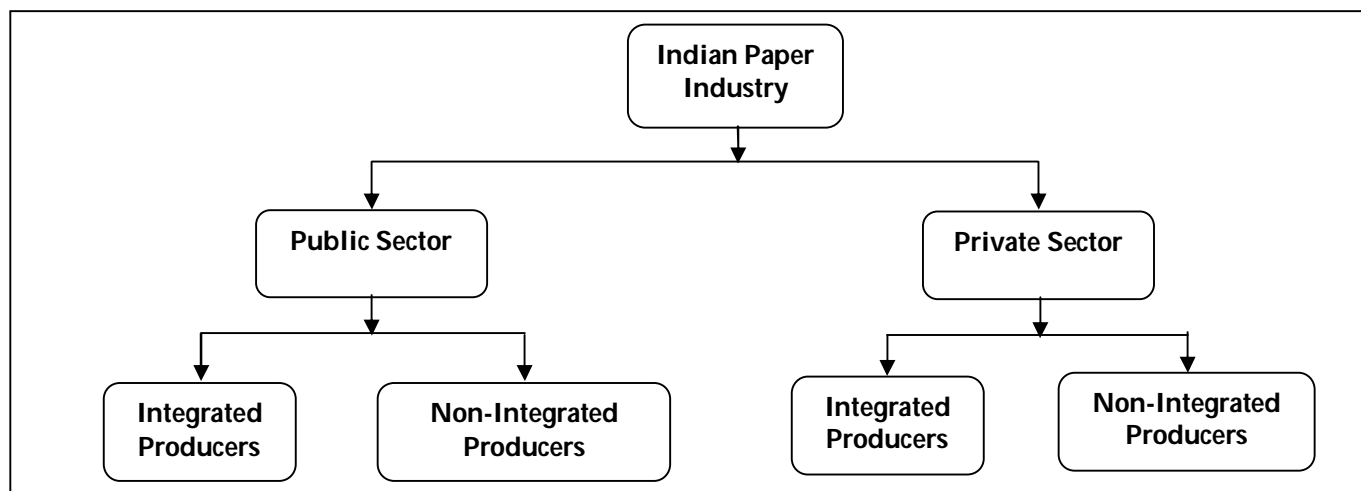 Indian Paper
Industry
Public Sector
Private Sector
Integrated
Producers
Non-Integrated
Producers
Integrated
Producers
Non-Integrated
Producers